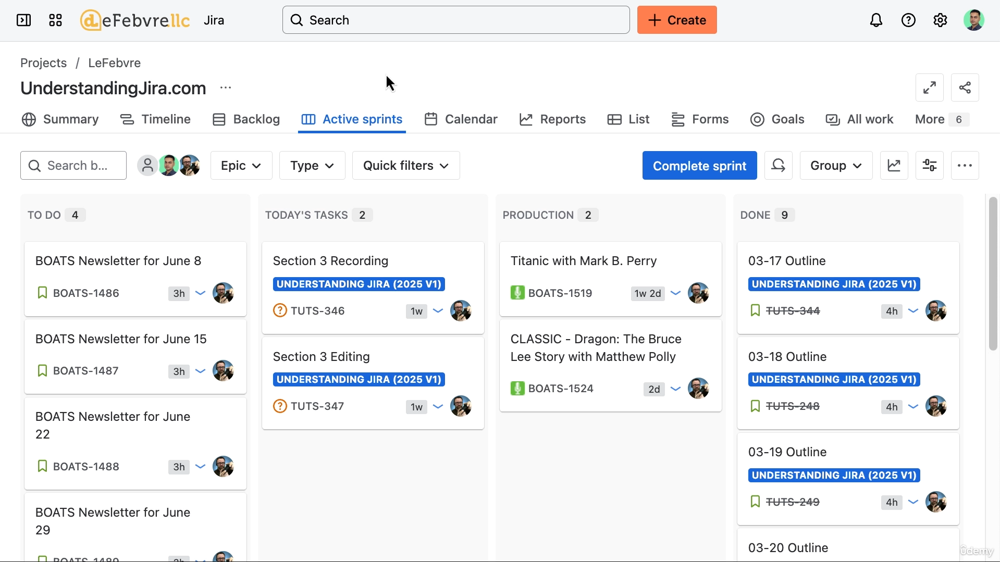 deFebvre.llc Jira Search + Create
Projects / LeFebvre
UnderstandingJira.com ...
Summary Timeline Backlog Active sprints Calendar Reports List Forms Goals All work More 6
Search b... Epic Type Quick filters Complete sprint Group ...
TO DO 4
BOATS Newsletter for June 8
BOATS-1486 3h
BOATS Newsletter for June 15
BOATS-1487 3h
BOATS Newsletter for June
22
BOATS-1488 3h
BOATS Newsletter for June
29
BOATS-1489 3h
TODAY'S TASKS 2
Section 3 Recording
UNDERSTANDING JIRA (2025 V1)
TUTS-346 1w
Section 3 Editing
UNDERSTANDING JIRA (2025 V1)
TUTS-347 1w
PRODUCTION 2
Titanic with Mark B. Perry
BOATS-1519 1w 2d
CLASSIC - Dragon: The Bruce
Lee Story with Matthew Polly
BOATS-1524 2d
DONE 9
03-17 Outline
UNDERSTANDING JIRA (2025 V1)
TUTS-344 4h
03-18 Outline
UNDERSTANDING JIRA (2025 V1)
TUTS-248 4h
03-19 Outline
UNDERSTANDING JIRA (2025 V1)
TUTS-249 4h
03-20 Outline
ûdemy